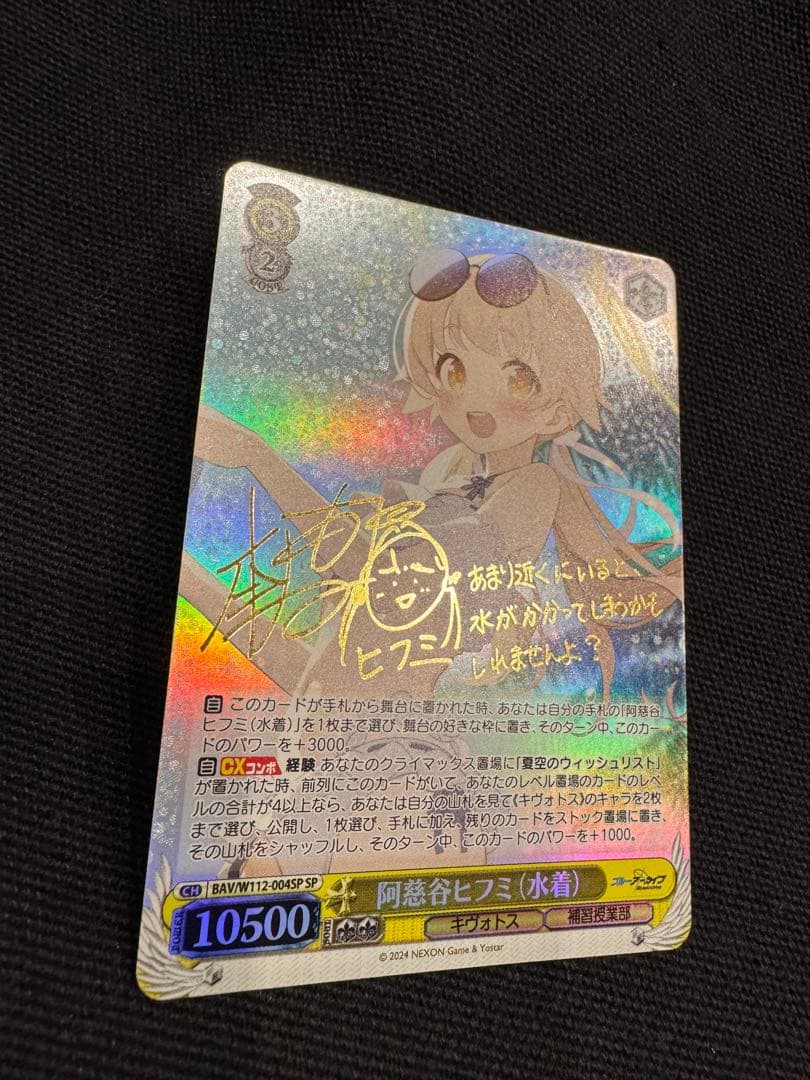 3
2
COST
あまり近くにいると、
水がかかってしまうかも
しれませんよ?
ヒフミ
自 このカードが手札から舞台に置かれた時、あなたは自分の手札の「阿慈谷
ヒフミ(水着)」を1枚まで選び、舞台の好きな枠に置き、そのターン中、このカー
ドのパワーを+3000。
自 CXコンボ 経験 あなたのクライマックス置場に「夏空のウィッシュリスト」
が置かれた時、前列にこのカードがいて、あなたのレベル置場のカードのレベ
ルの合計が4以上なら、あなたは自分の山札を見て《キヴォトス》のキャラを2枚
まで選び、公開し、1枚選び、手札に加え、残りのカードをストック置場に置き、
その山札をシャッフルし、そのターン中、このカードのパワーを+1000。
CH BAV/W112-004SP SP
阿慈谷ヒフミ(水着)
ブルーアーカイブ
POWER 10500 SOUL
キヴォトス 補習授業部
© 2024 NEXON Game & Yostar